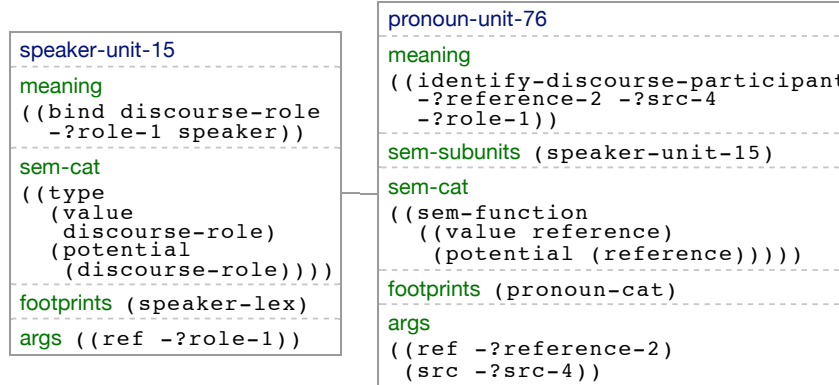 speaker-unit-15
meaning
((bind discourse-role
-?role-1 speaker))
sem-cat
((type
(value
discourse-role)
(potential
(discourse-role))))
footprints (speaker-lex)
args ((ref -?role-1))
pronoun-unit-76
meaning
((identify-discourse-participant
-?reference-2 -?src-4
-?role-1))
sem-subunits (speaker-unit-15)
sem-cat
((sem-function
((value reference)
(potential (reference)))))
footprints (pronoun-cat)
args
((ref -?reference-2)
(src -?src-4))